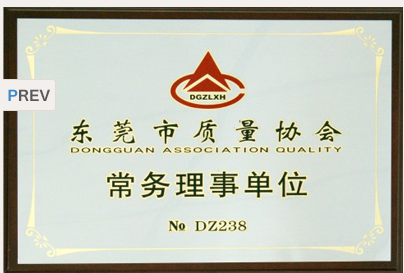 DGZLXH
PREV
东莞市质量协会
DONGGUAN ASSOCIATION QUALITY
常务理事单位
№ DZ238